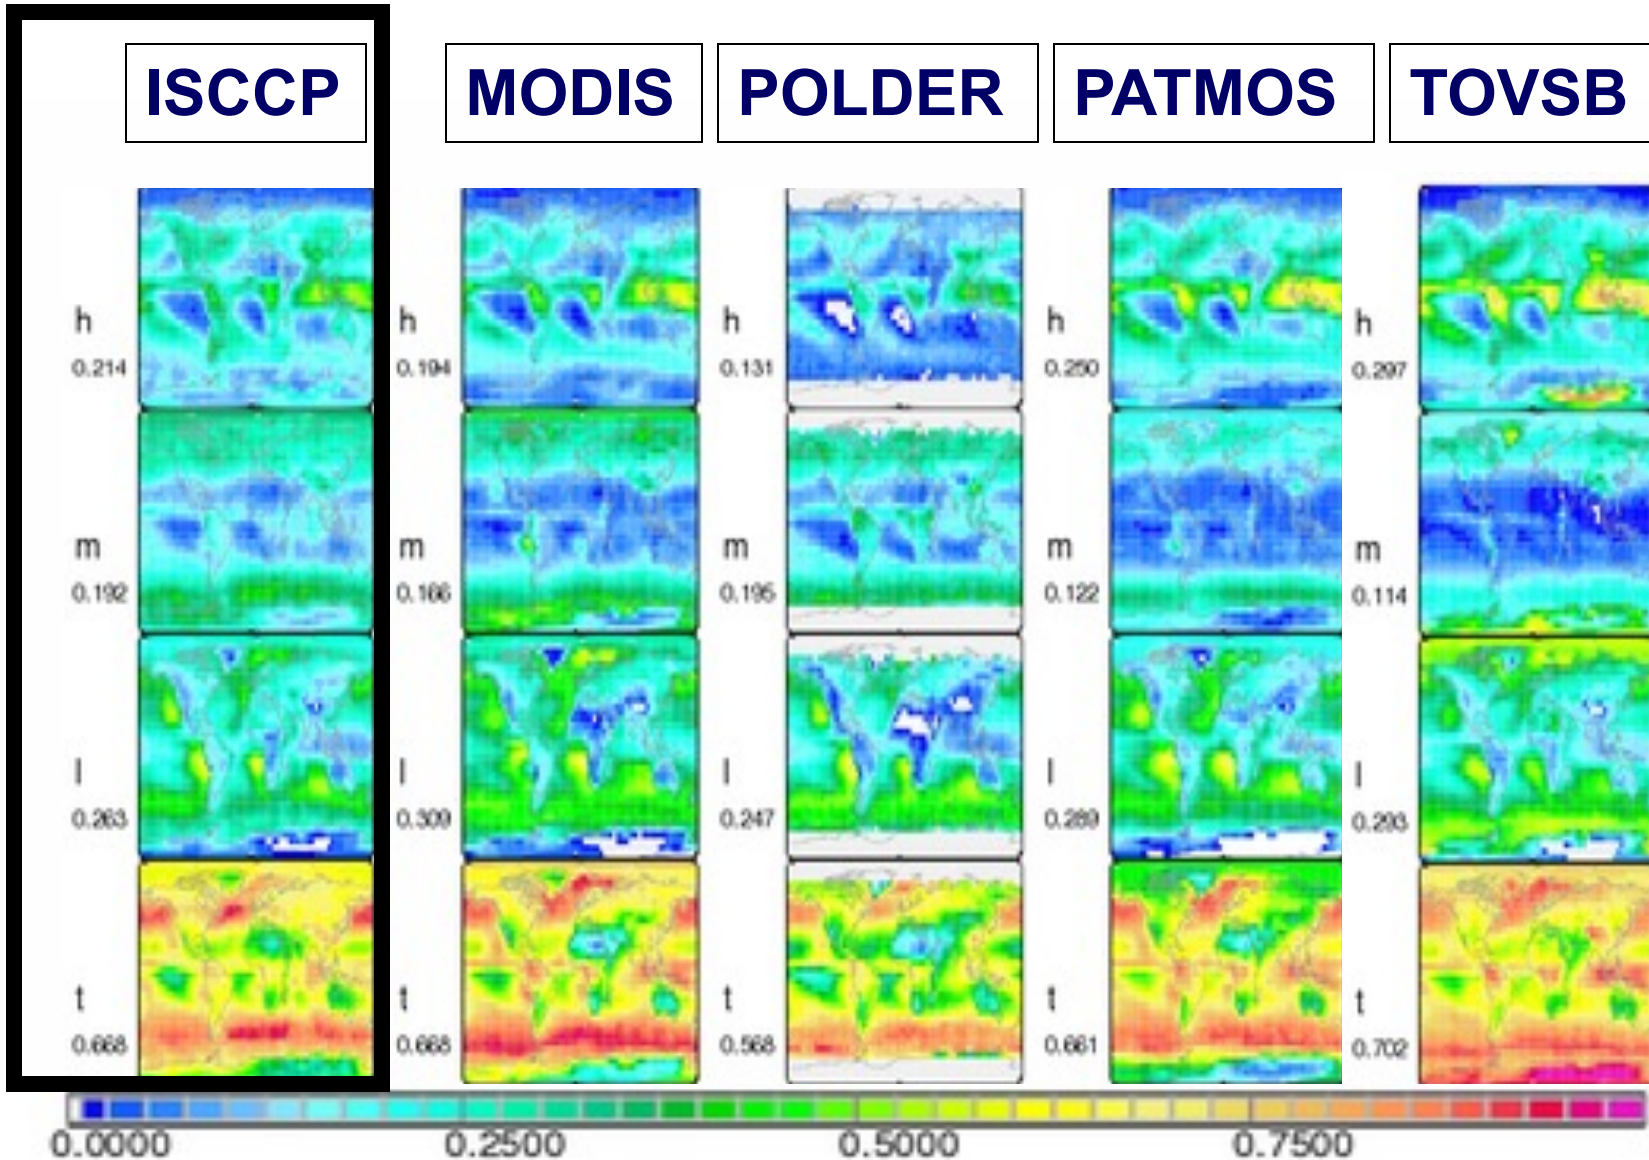 ISCCP MODIS POLDER PATMOS TOVSB
h h h h h
0.214 0.194 0.131 0.250 0.297
m m m m m
0.192 0.166 0.195 0.122 0.114
l l l l l
0.263 0.309 0.247 0.289 0.293
t t t t t
0.668 0.668 0.568 0.661 0.702
0.0000 0.2500 0.5000 0.7500